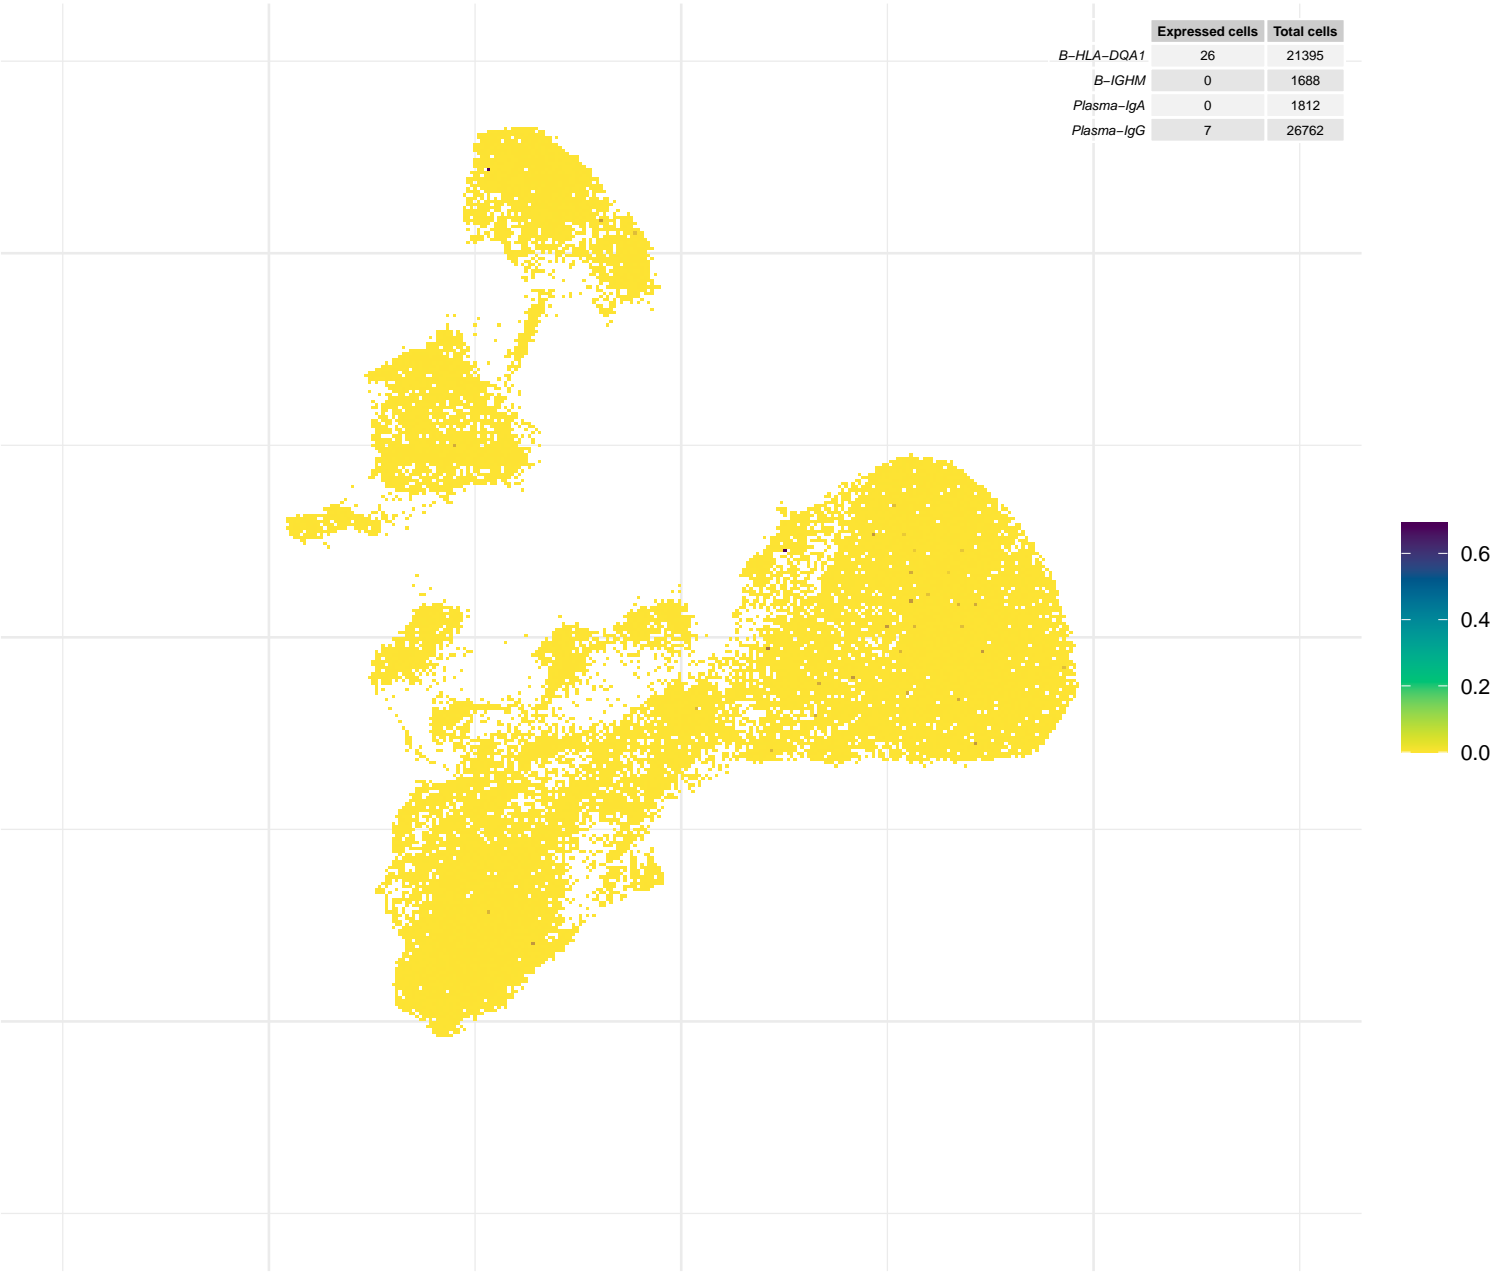 Expressed cells Total cells
B−HLA−DQA1 26 21395
B−IGHM 0 1688
Plasma−IgA 0 1812
Plasma−IgG 7 26762
0.6
0.4
0.2
0.0